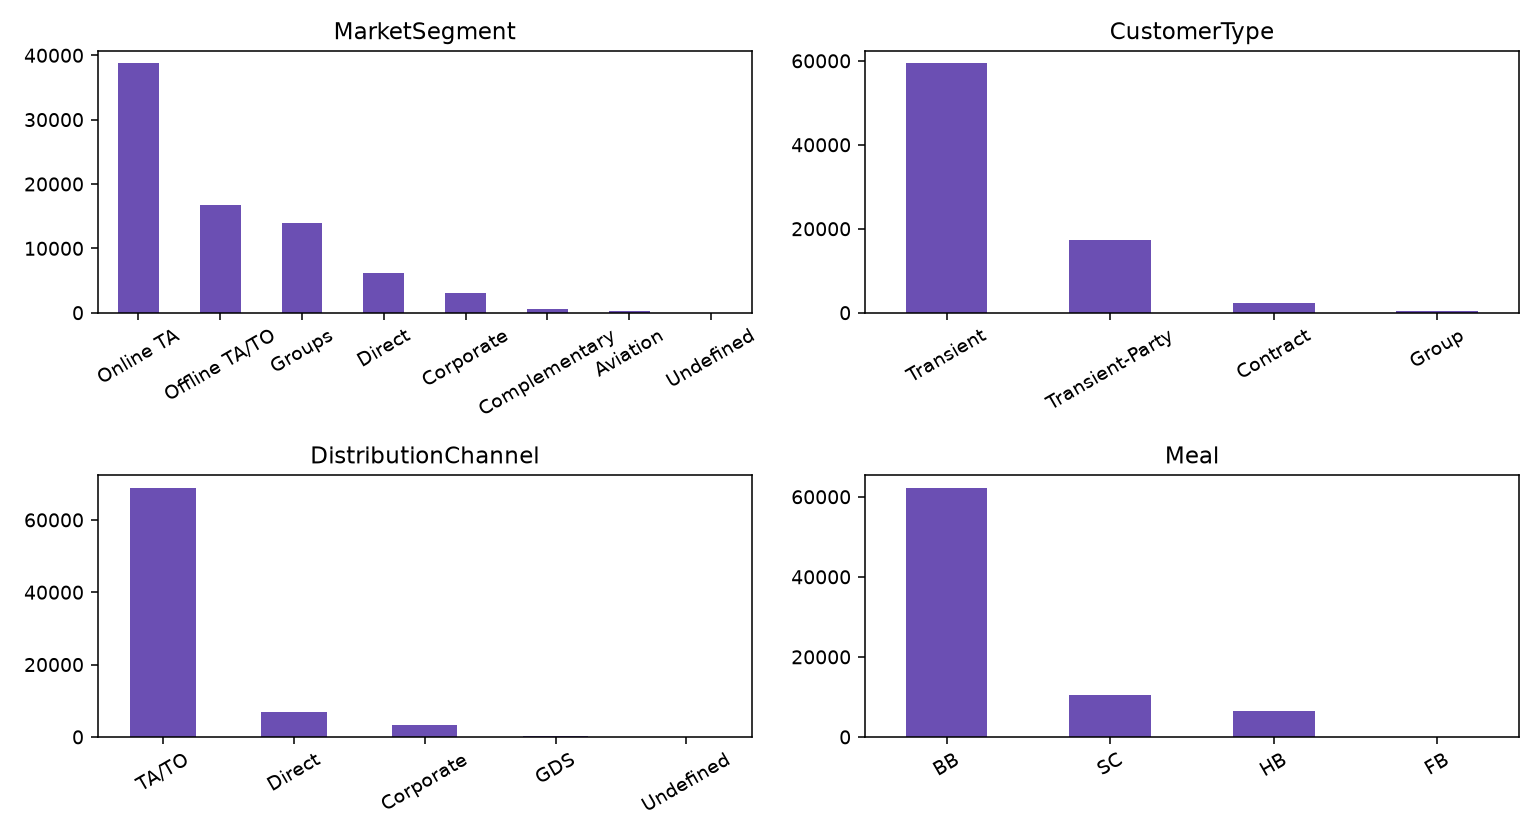 MarketSegment
40000
30000
20000
10000
0
Online TA
Offline TA/TO
Groups
Direct
Corporate
Complementary
Aviation
Undefined
CustomerType
60000
40000
20000
0
Transient
Transient-Party
Contract
Group
DistributionChannel
60000
40000
20000
0
TA/TO
Direct
Corporate
GDS
Undefined
Meal
60000
40000
20000
0
BB
SC
HB
FB